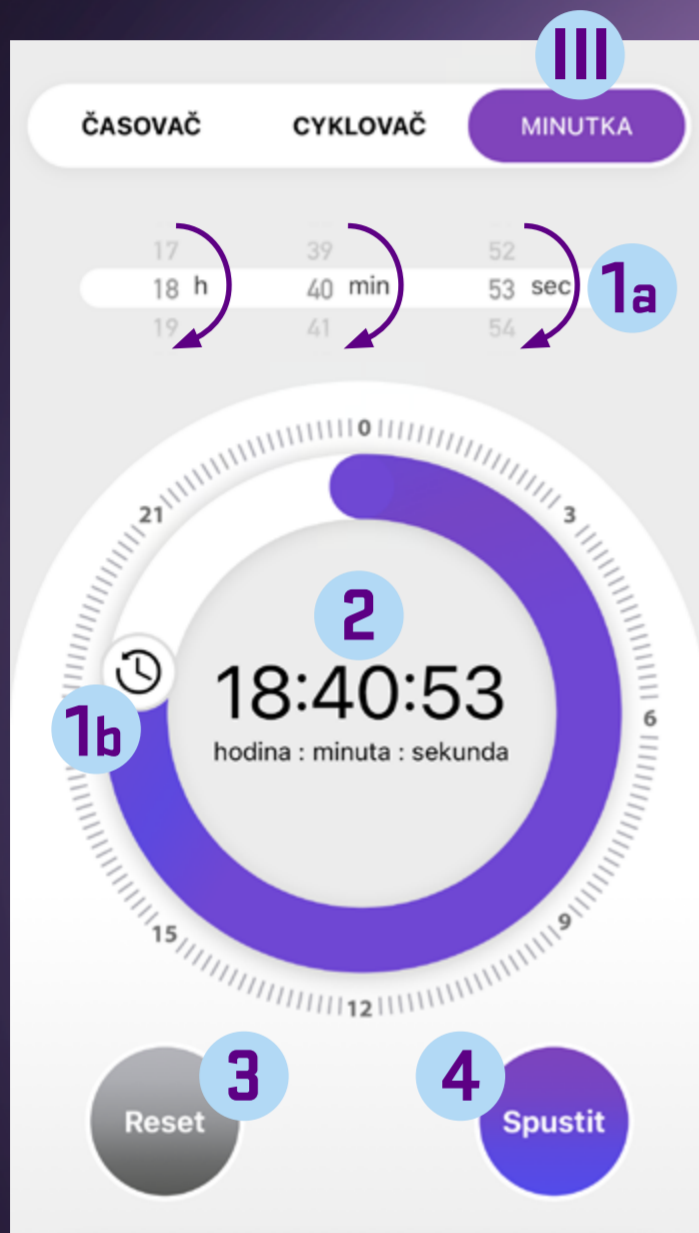 III
ČASOVAČ CYKLOVAČ MINUTKA
17 39 52
18 h 40 min 53 sec 1a
19 41 54
0
21 3
2
18:40:53
hodina : minuta : sekunda
1b 6
15 9
12
3 4
Reset Spustit